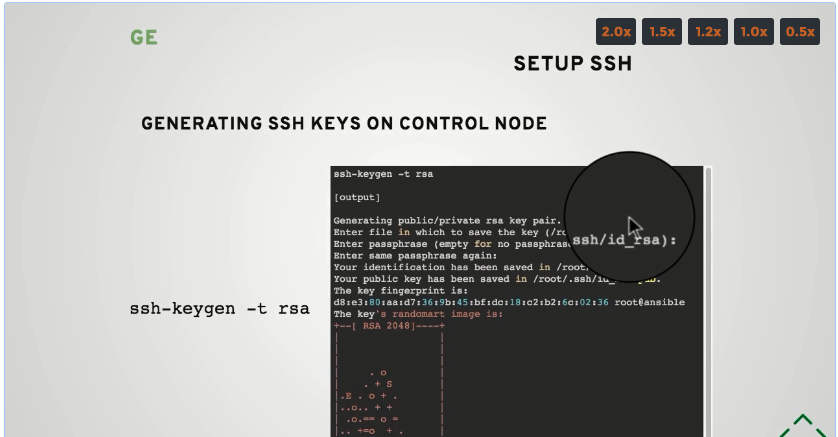 GE
2.0x 1.5x 1.2x 1.0x 0.5x
SETUP SSH
GENERATING SSH KEYS ON CONTROL NODE
ssh-keygen -t rsa
ssh-keygen -t rsa
[output]
Generating public/private rsa key pair.
Enter file in which to save the key (/ro
ssh/id_rsa):
Enter passphrase (empty for no passphrase
Enter same passphrase again:
Your identification has been saved in /root/
Your public key has been saved in /root/.ssh/id_
The key fingerprint is:
d8:e3:80:aa:d7:36:9b:45:bf:dc:18:c2:b2:6c:02:36 root@ansible
The key's randomart image is:
+--[ RSA 2048]----+
|                 |
|                 |
|                 |
|     . o         |
|    . + S        |
|.E . o + .       |
|..o.. + +        |
| .o.== o =       |
|.. +=o  + .      |